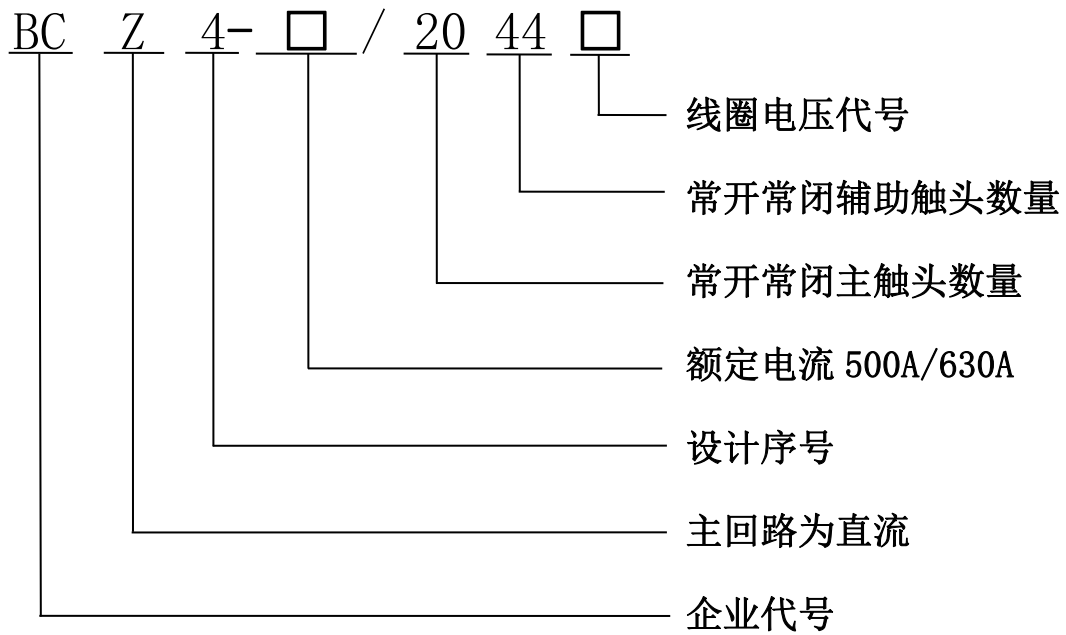 BC Z 4-□/20 44 □
线圈电压代号
常开常闭辅助触头数量
常开常闭主触头数量
额定电流 500A/630A
设计序号
主回路为直流
企业代号